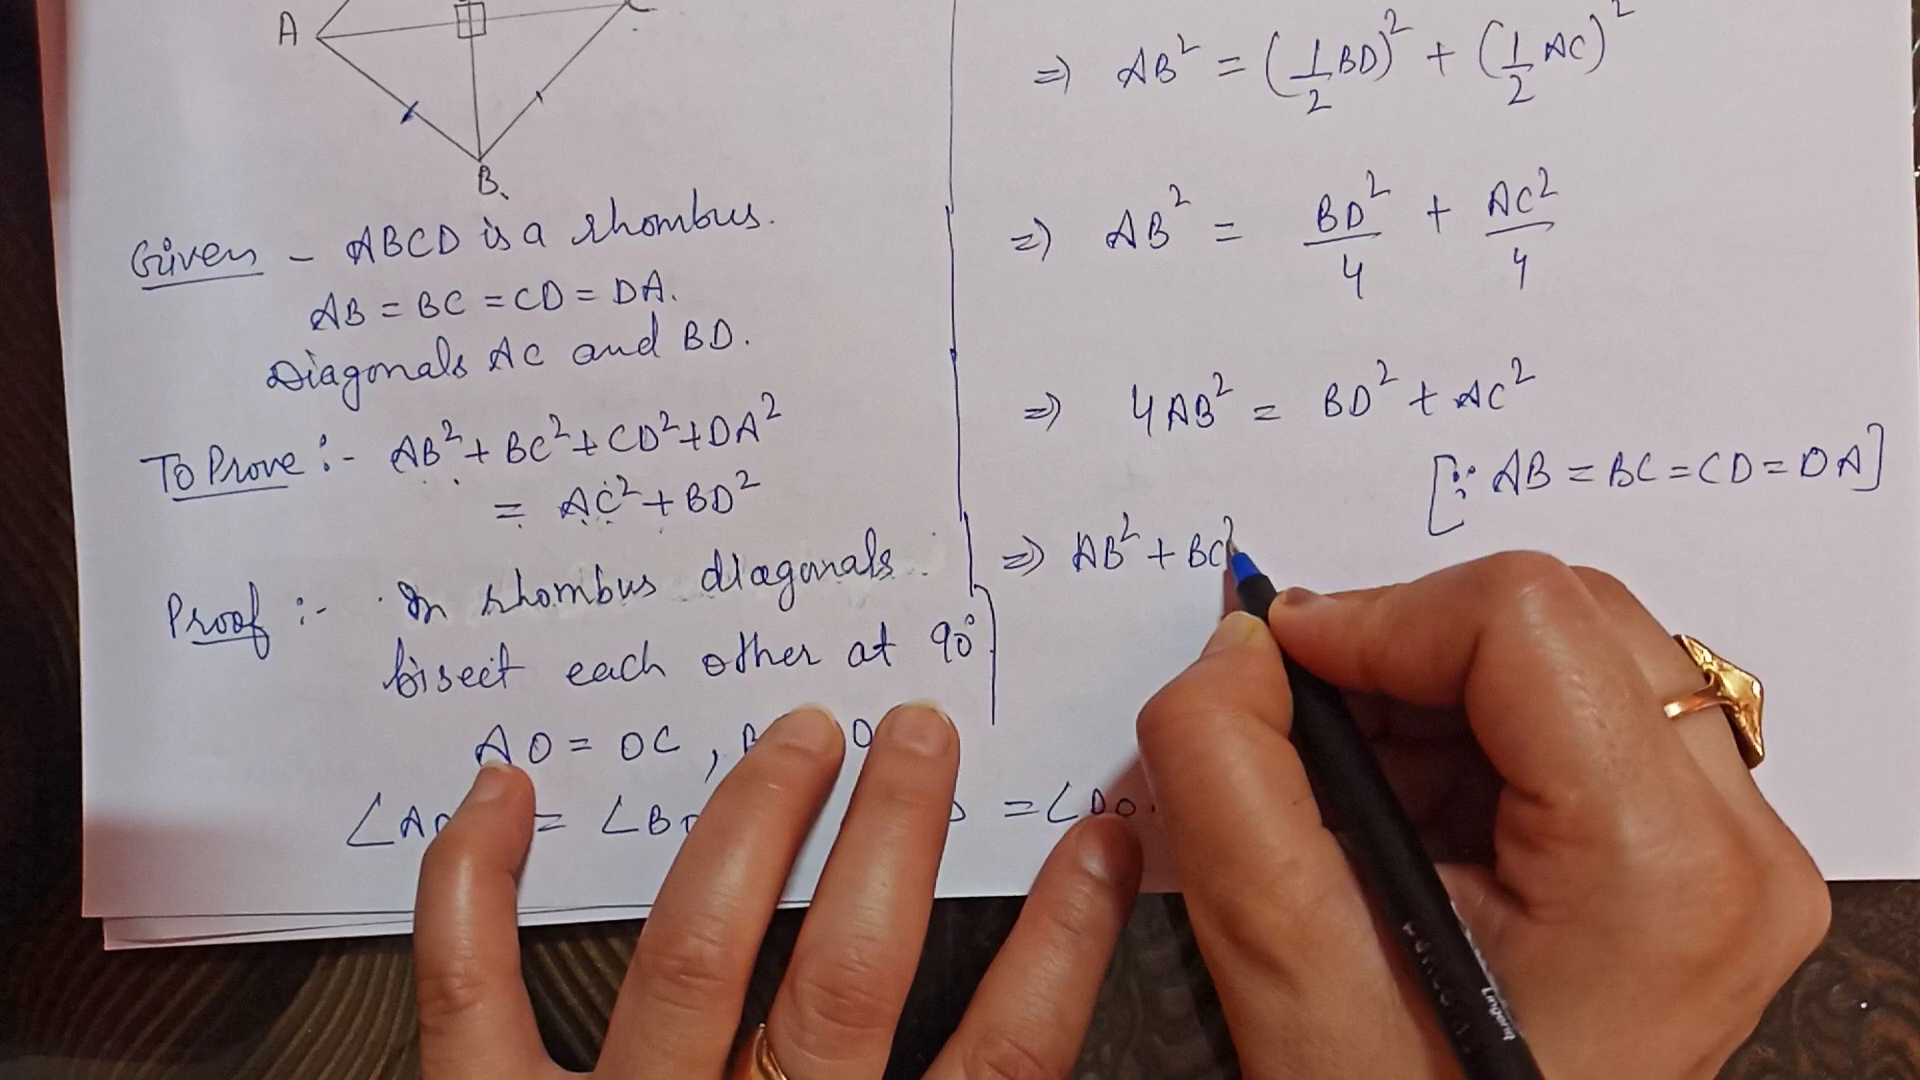 A
B.
Given - ABCD is a rhombus.
AB = BC = CD = DA.
Diagonals AC and BD.
To Prove :- AB² + BC² + CD² + DA²
= AC² + BD²
Proof :- In rhombus diagonals
bisect each other at 90°
AO = OC ,
= ∠
⇒ AB² = (1/2 BD)² + (1/2 AC)²
⇒ AB² = BD²/4 + AC²/4
⇒ 4AB² = BD² + AC²
[∵ AB = BC = CD = DA]
⇒ AB² + BC²
Linc